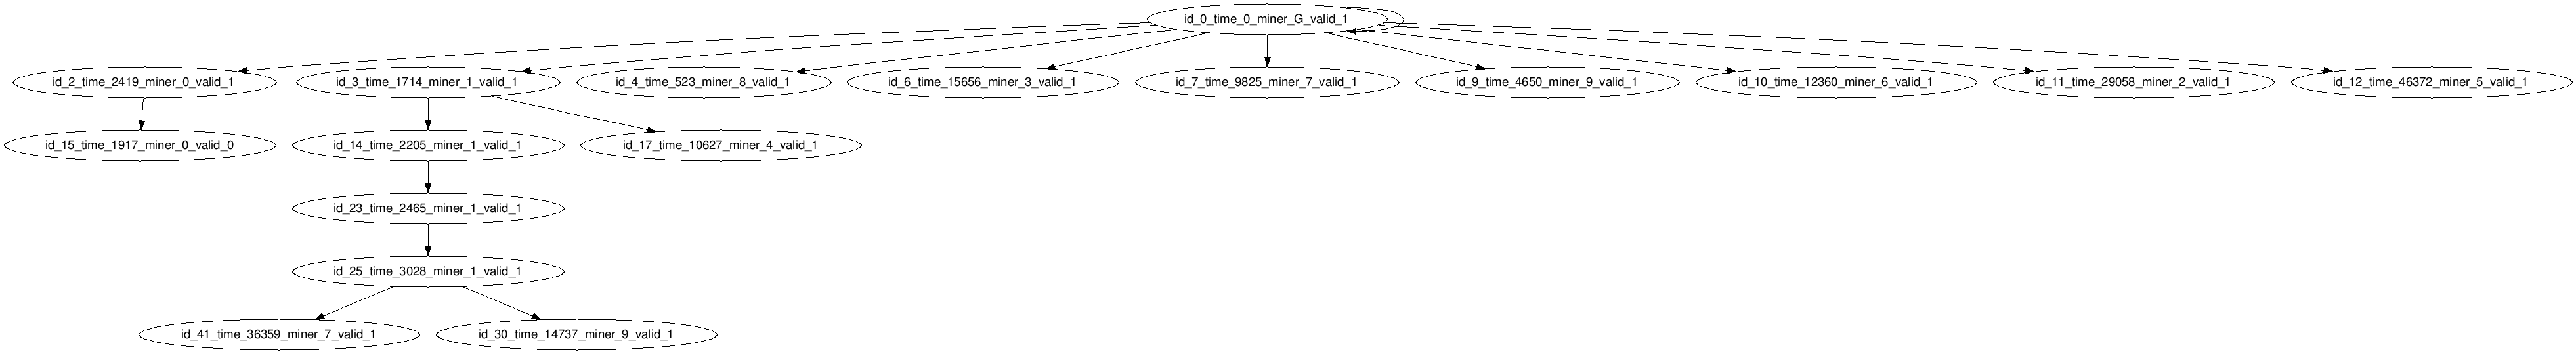 id_0_time_0_miner_G_valid_1
id_2_time_2419_miner_0_valid_1
id_3_time_1714_miner_1_valid_1
id_4_time_523_miner_8_valid_1
id_6_time_15656_miner_3_valid_1
id_7_time_9825_miner_7_valid_1
id_9_time_4650_miner_9_valid_1
id_10_time_12360_miner_6_valid_1
id_11_time_29058_miner_2_valid_1
id_12_time_46372_miner_5_valid_1
id_15_time_1917_miner_0_valid_0
id_14_time_2205_miner_1_valid_1
id_17_time_10627_miner_4_valid_1
id_23_time_2465_miner_1_valid_1
id_25_time_3028_miner_1_valid_1
id_41_time_36359_miner_7_valid_1
id_30_time_14737_miner_9_valid_1